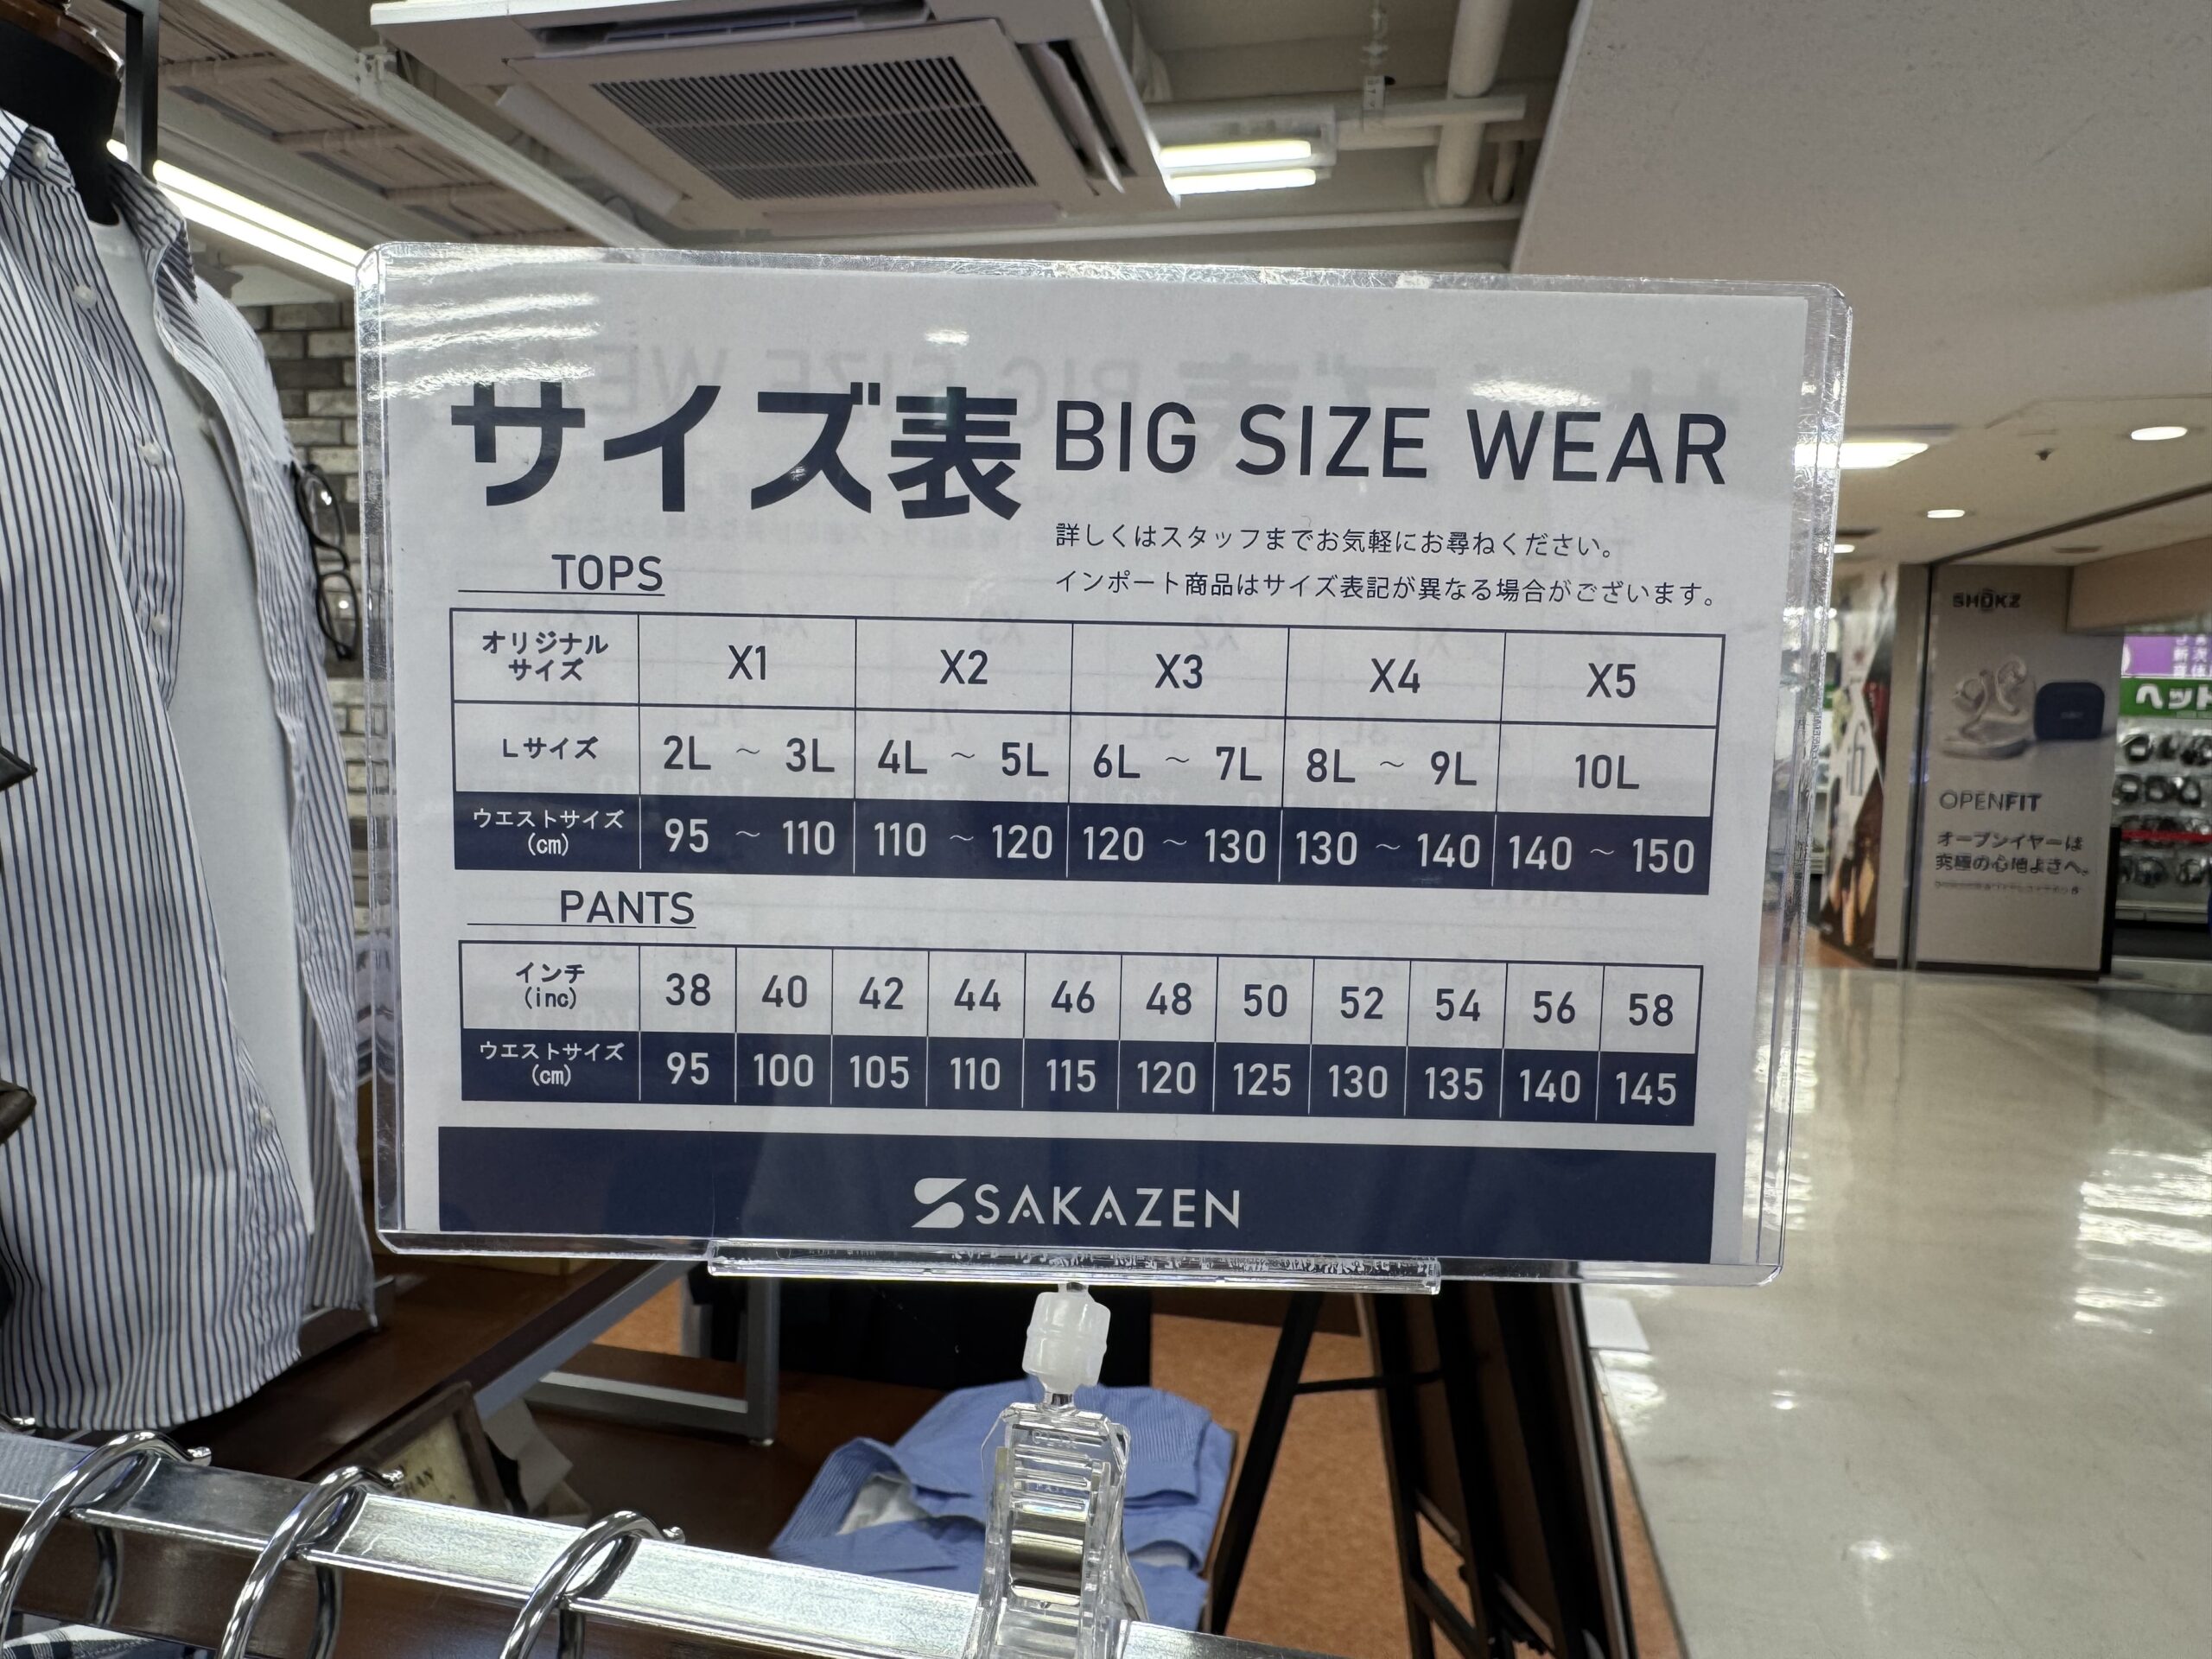 サイズ表 BIG SIZE WEAR
詳しくはスタッフまでお気軽にお尋ねください。
インポート商品はサイズ表記が異なる場合がございます。
TOPS
オリジナルサイズ X1 X2 X3 X4 X5
Lサイズ 2L ~ 3L 4L ~ 5L 6L ~ 7L 8L ~ 9L 10L
ウエストサイズ(cm) 95 ~ 110 110 ~ 120 120 ~ 130 130 ~ 140 140 ~ 150
PANTS
インチ(inc) 38 40 42 44 46 48 50 52 54 56 58
ウエストサイズ(cm) 95 100 105 110 115 120 125 130 135 140 145
SAKAZEN
SHOKZ
OPENFIT
オープンイヤーは
究極の心地よさへ。
ヘッド